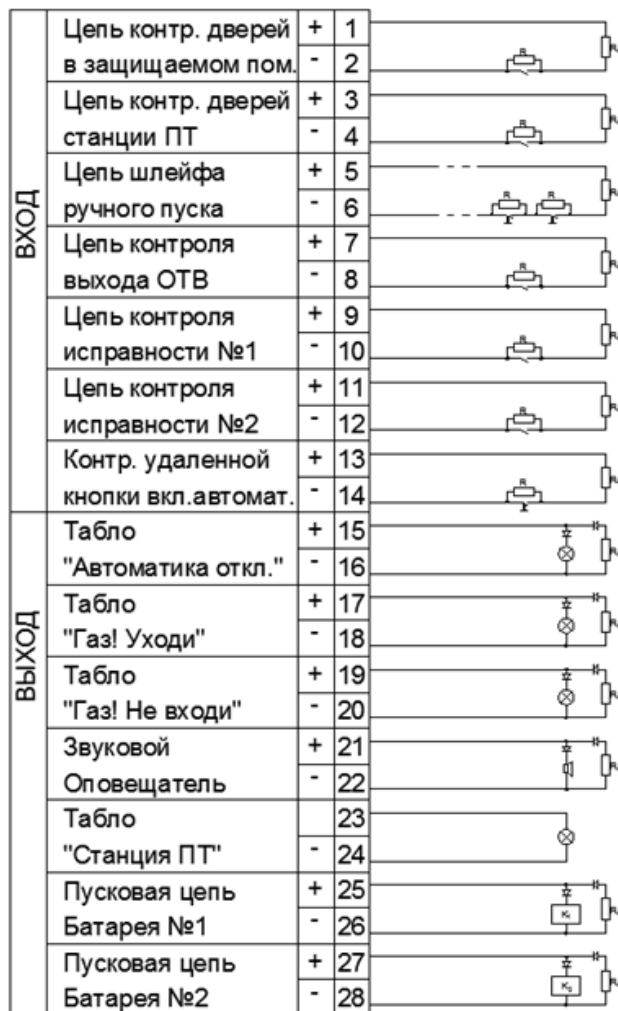 ВХОД
Цепь контр. дверей + 1
в защищаемом пом. - 2
R
R
Цепь контр. дверей + 3
станции ПТ - 4
R
R
Цепь шлейфа + 5
ручного пуска - 6
R R
R
Цепь контроля + 7
выхода ОТВ - 8
R
R
Цепь контроля + 9
исправности №1 - 10
R
R
Цепь контроля + 11
исправности №2 - 12
R
R
Контр. удаленной + 13
кнопки вкл.автомат. - 14
R
R
ВЫХОД
Табло + 15
"Автоматика откл." - 16
R
Табло + 17
"Газ! Уходи" - 18
R
Табло + 19
"Газ! Не входи" - 20
R
Звуковой + 21
Оповещатель - 22
R
Табло 23
"Станция ПТ" - 24
Пусковая цепь + 25
Батарея №1 - 26
K
R
Пусковая цепь + 27
Батарея №2 - 28
K
R